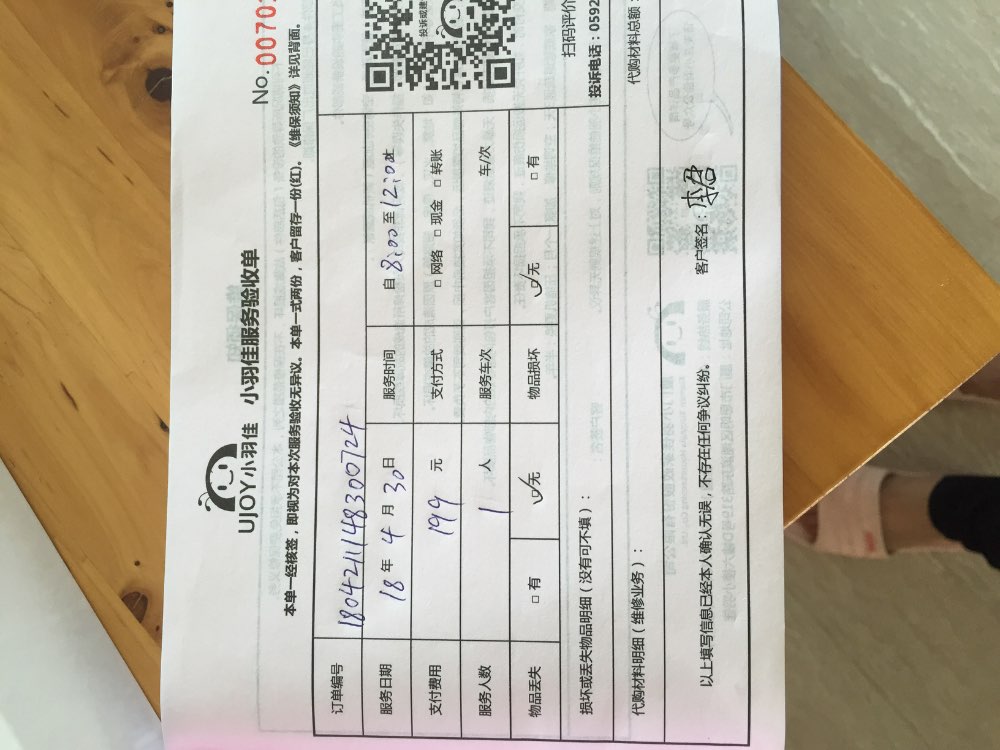 UJOY小羽佳 小羽佳服务验收单
No. 0070
本单一经核签，即视为对本次服务验收无异议。本单一式两份，客户留存一份(红)。《维保须知》详见背面。
订单编号 1804211148300724
服务日期 18 年 4 月 30 日 服务时间 自 8:00 至 12:00 止
支付费用 199 元 支付方式 □ 网络 □ 现金 □ 转账
服务人数 1 人 服务车次 车/次
物品丢失 □ 有 ☑ 无 物品损坏 ☑ 无 □ 有
损坏或丢失物品明细（没有可不填）：
扫码评价
投诉电话：0592
代购材料明细（维修业务）：
代购材料总额：
以上填写信息已经本人确认无误，不存在任何争议纠纷。 客户签名：